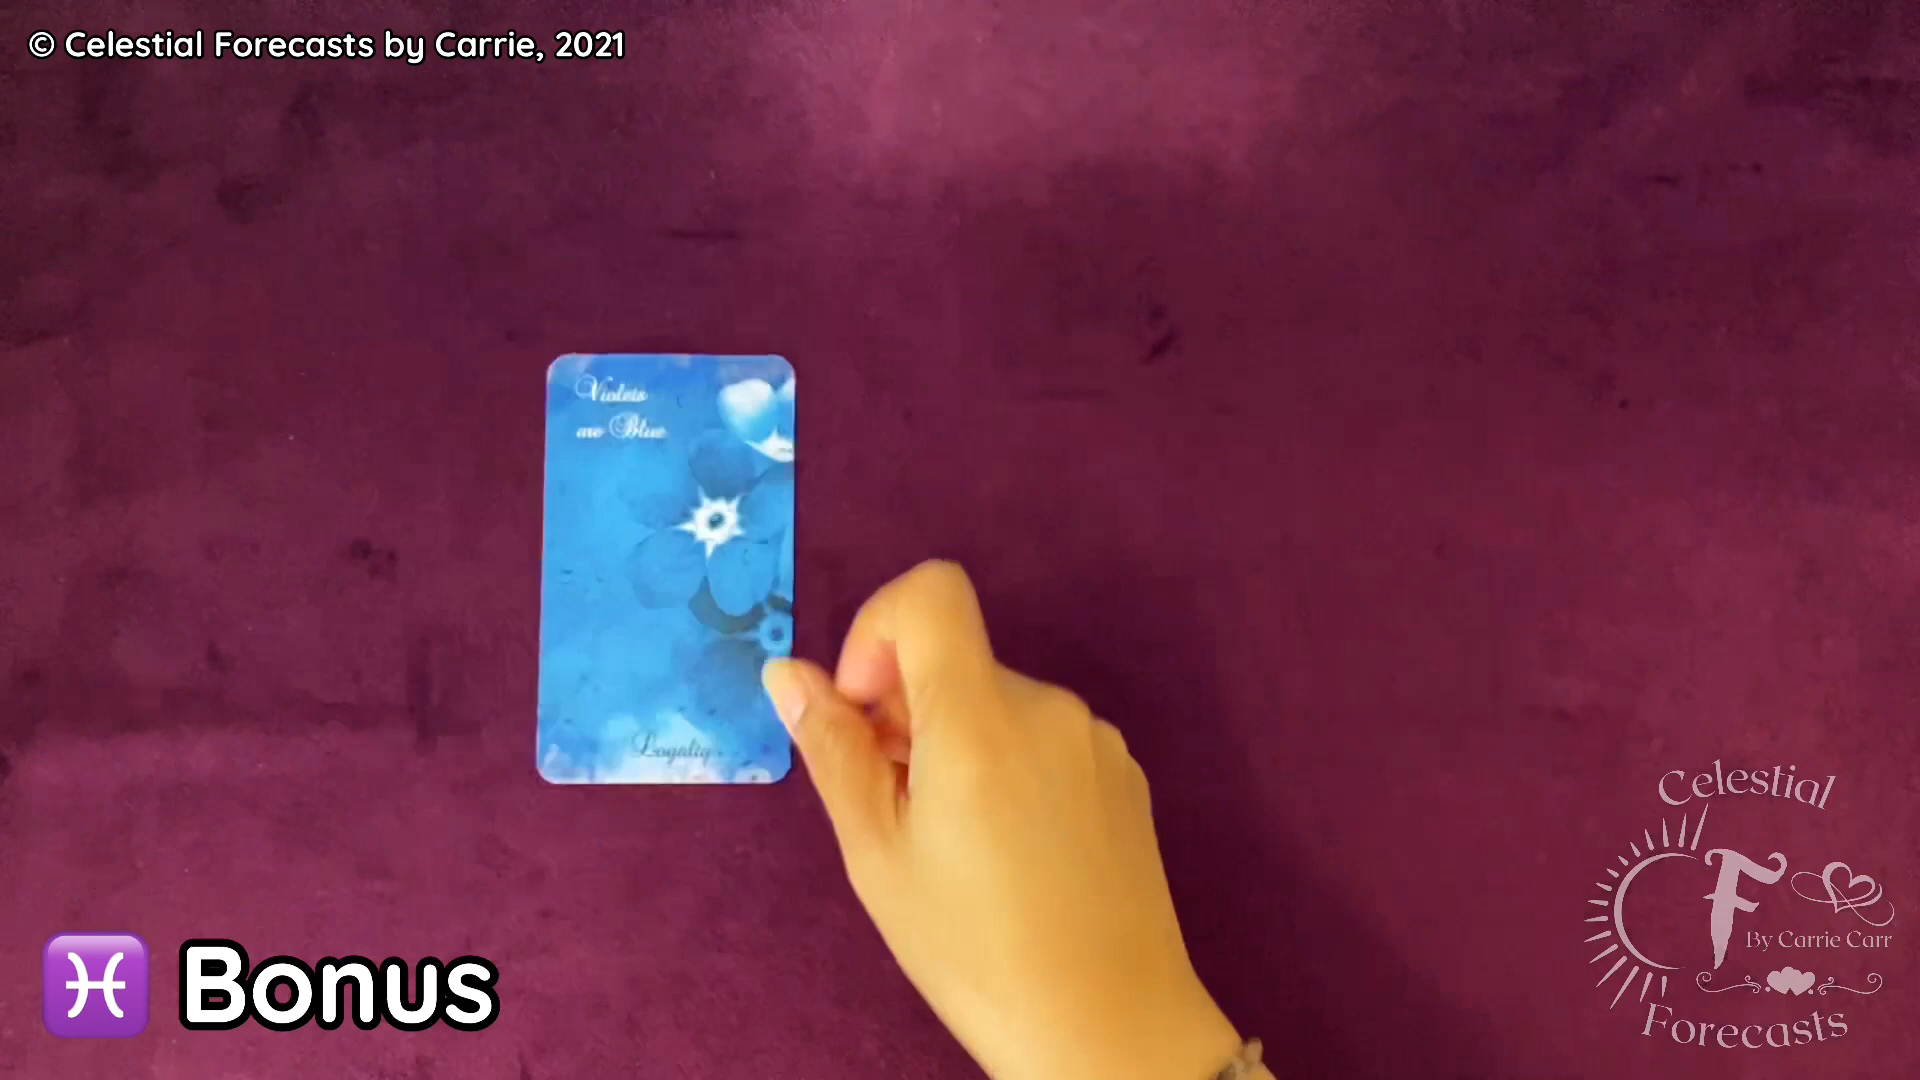 © Celestial Forecasts by Carrie, 2021
Violets
are Blue
Loyalty
♓ Bonus
Celestial
F
By Carrie Carr
Forecasts